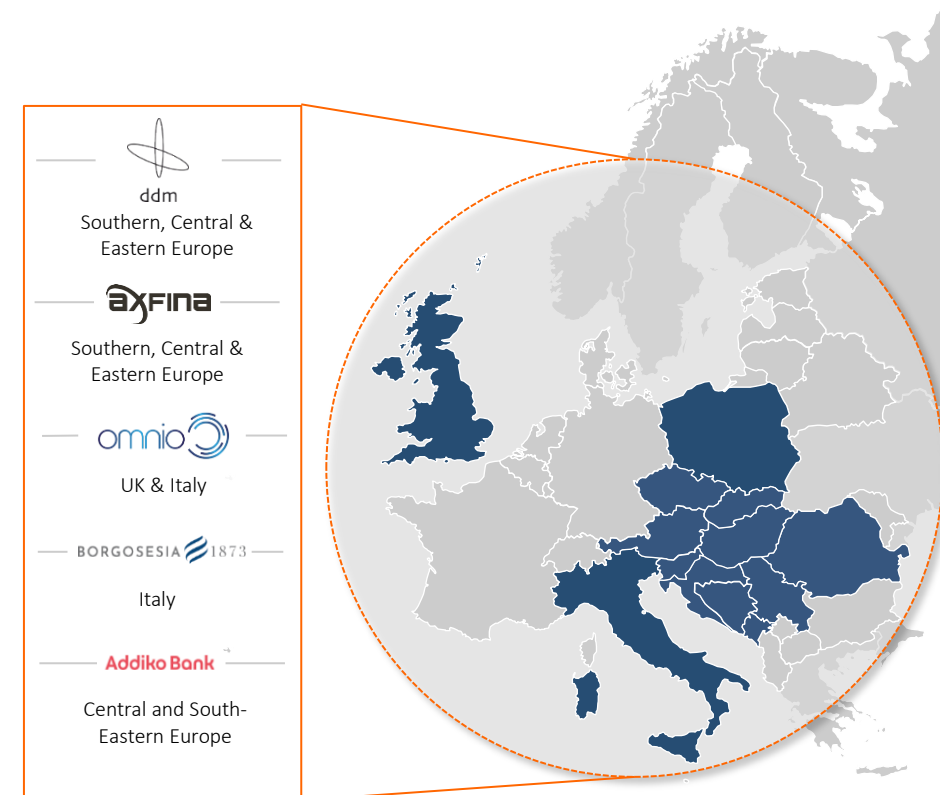 ddm
Southern, Central &
Eastern Europe
axFina
Southern, Central &
Eastern Europe
omnio
UK & Italy
BORGOSESIA 1873
Italy
Addiko Bank
Central and South-
Eastern Europe